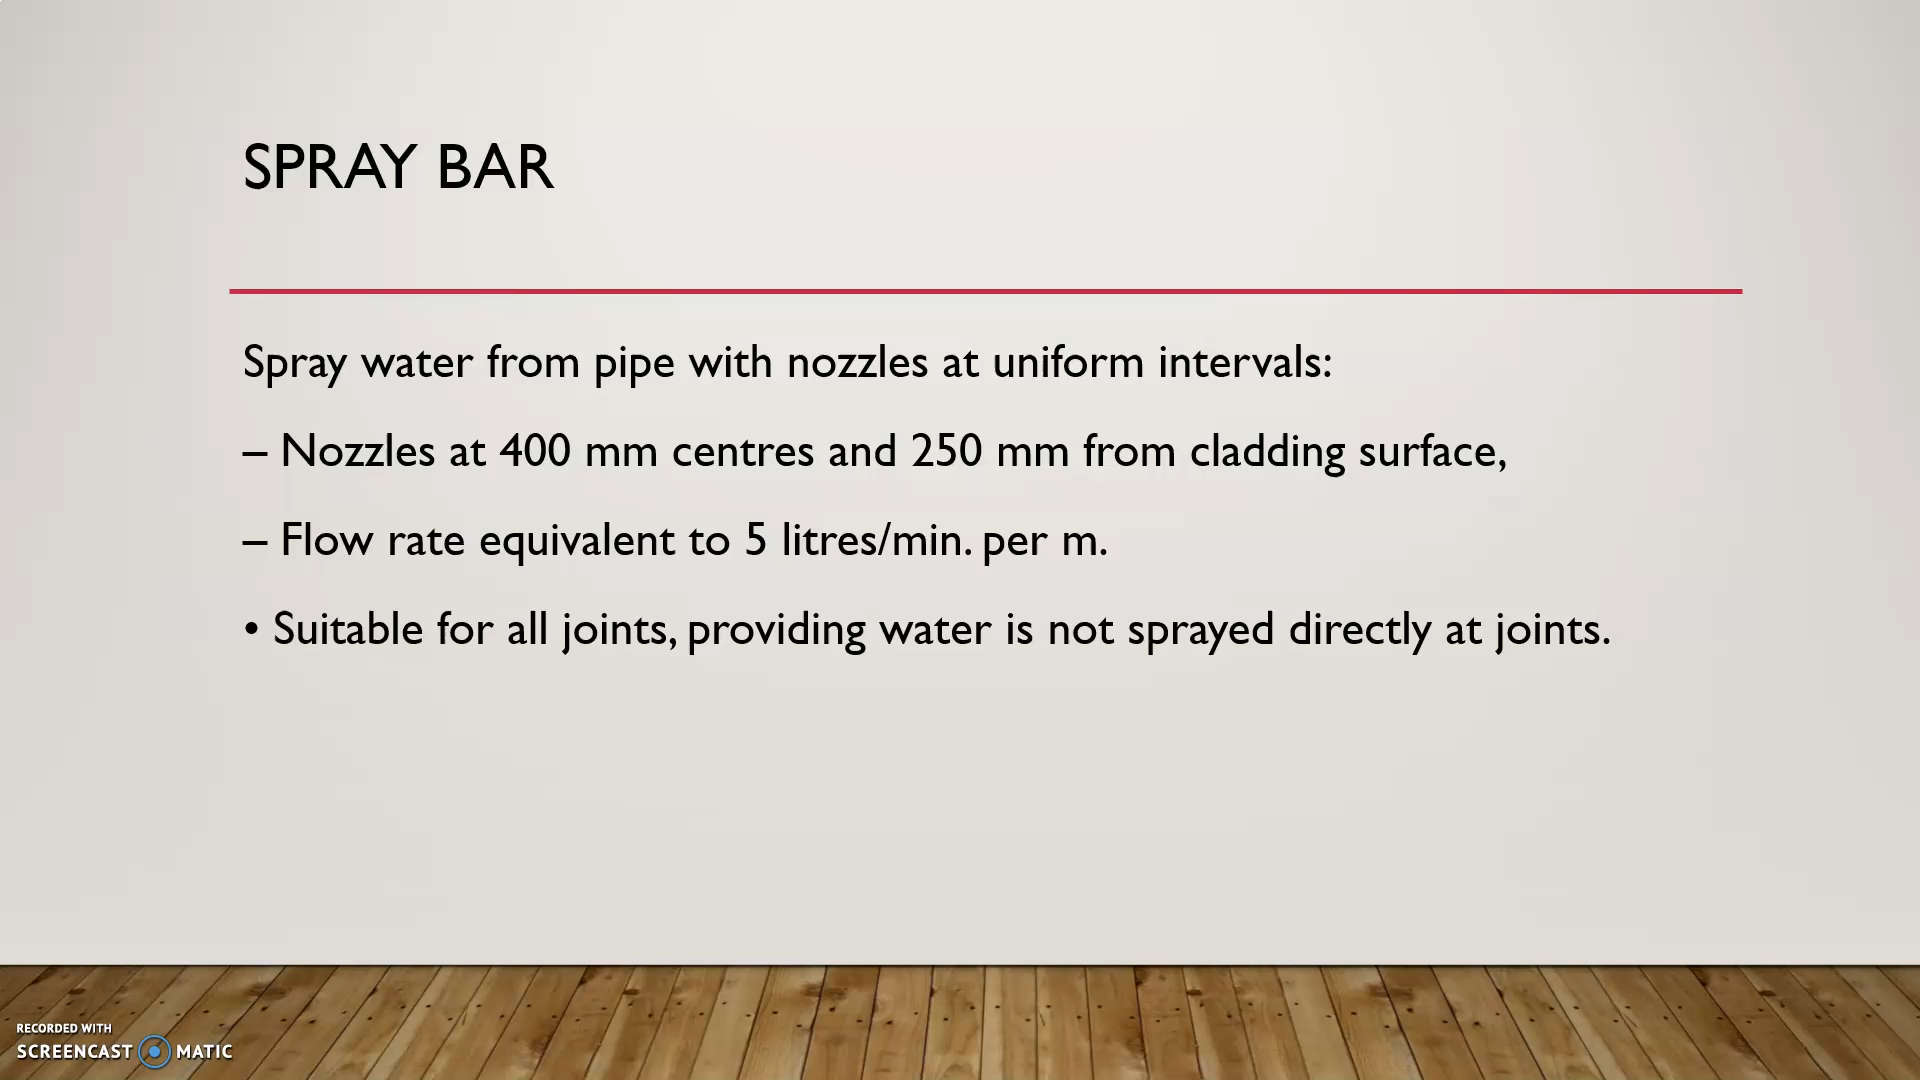 SPRAY BAR
Spray water from pipe with nozzles at uniform intervals:
– Nozzles at 400 mm centres and 250 mm from cladding surface,
– Flow rate equivalent to 5 litres/min. per m.
• Suitable for all joints, providing water is not sprayed directly at joints.
RECORDED WITH
SCREENCAST MATIC